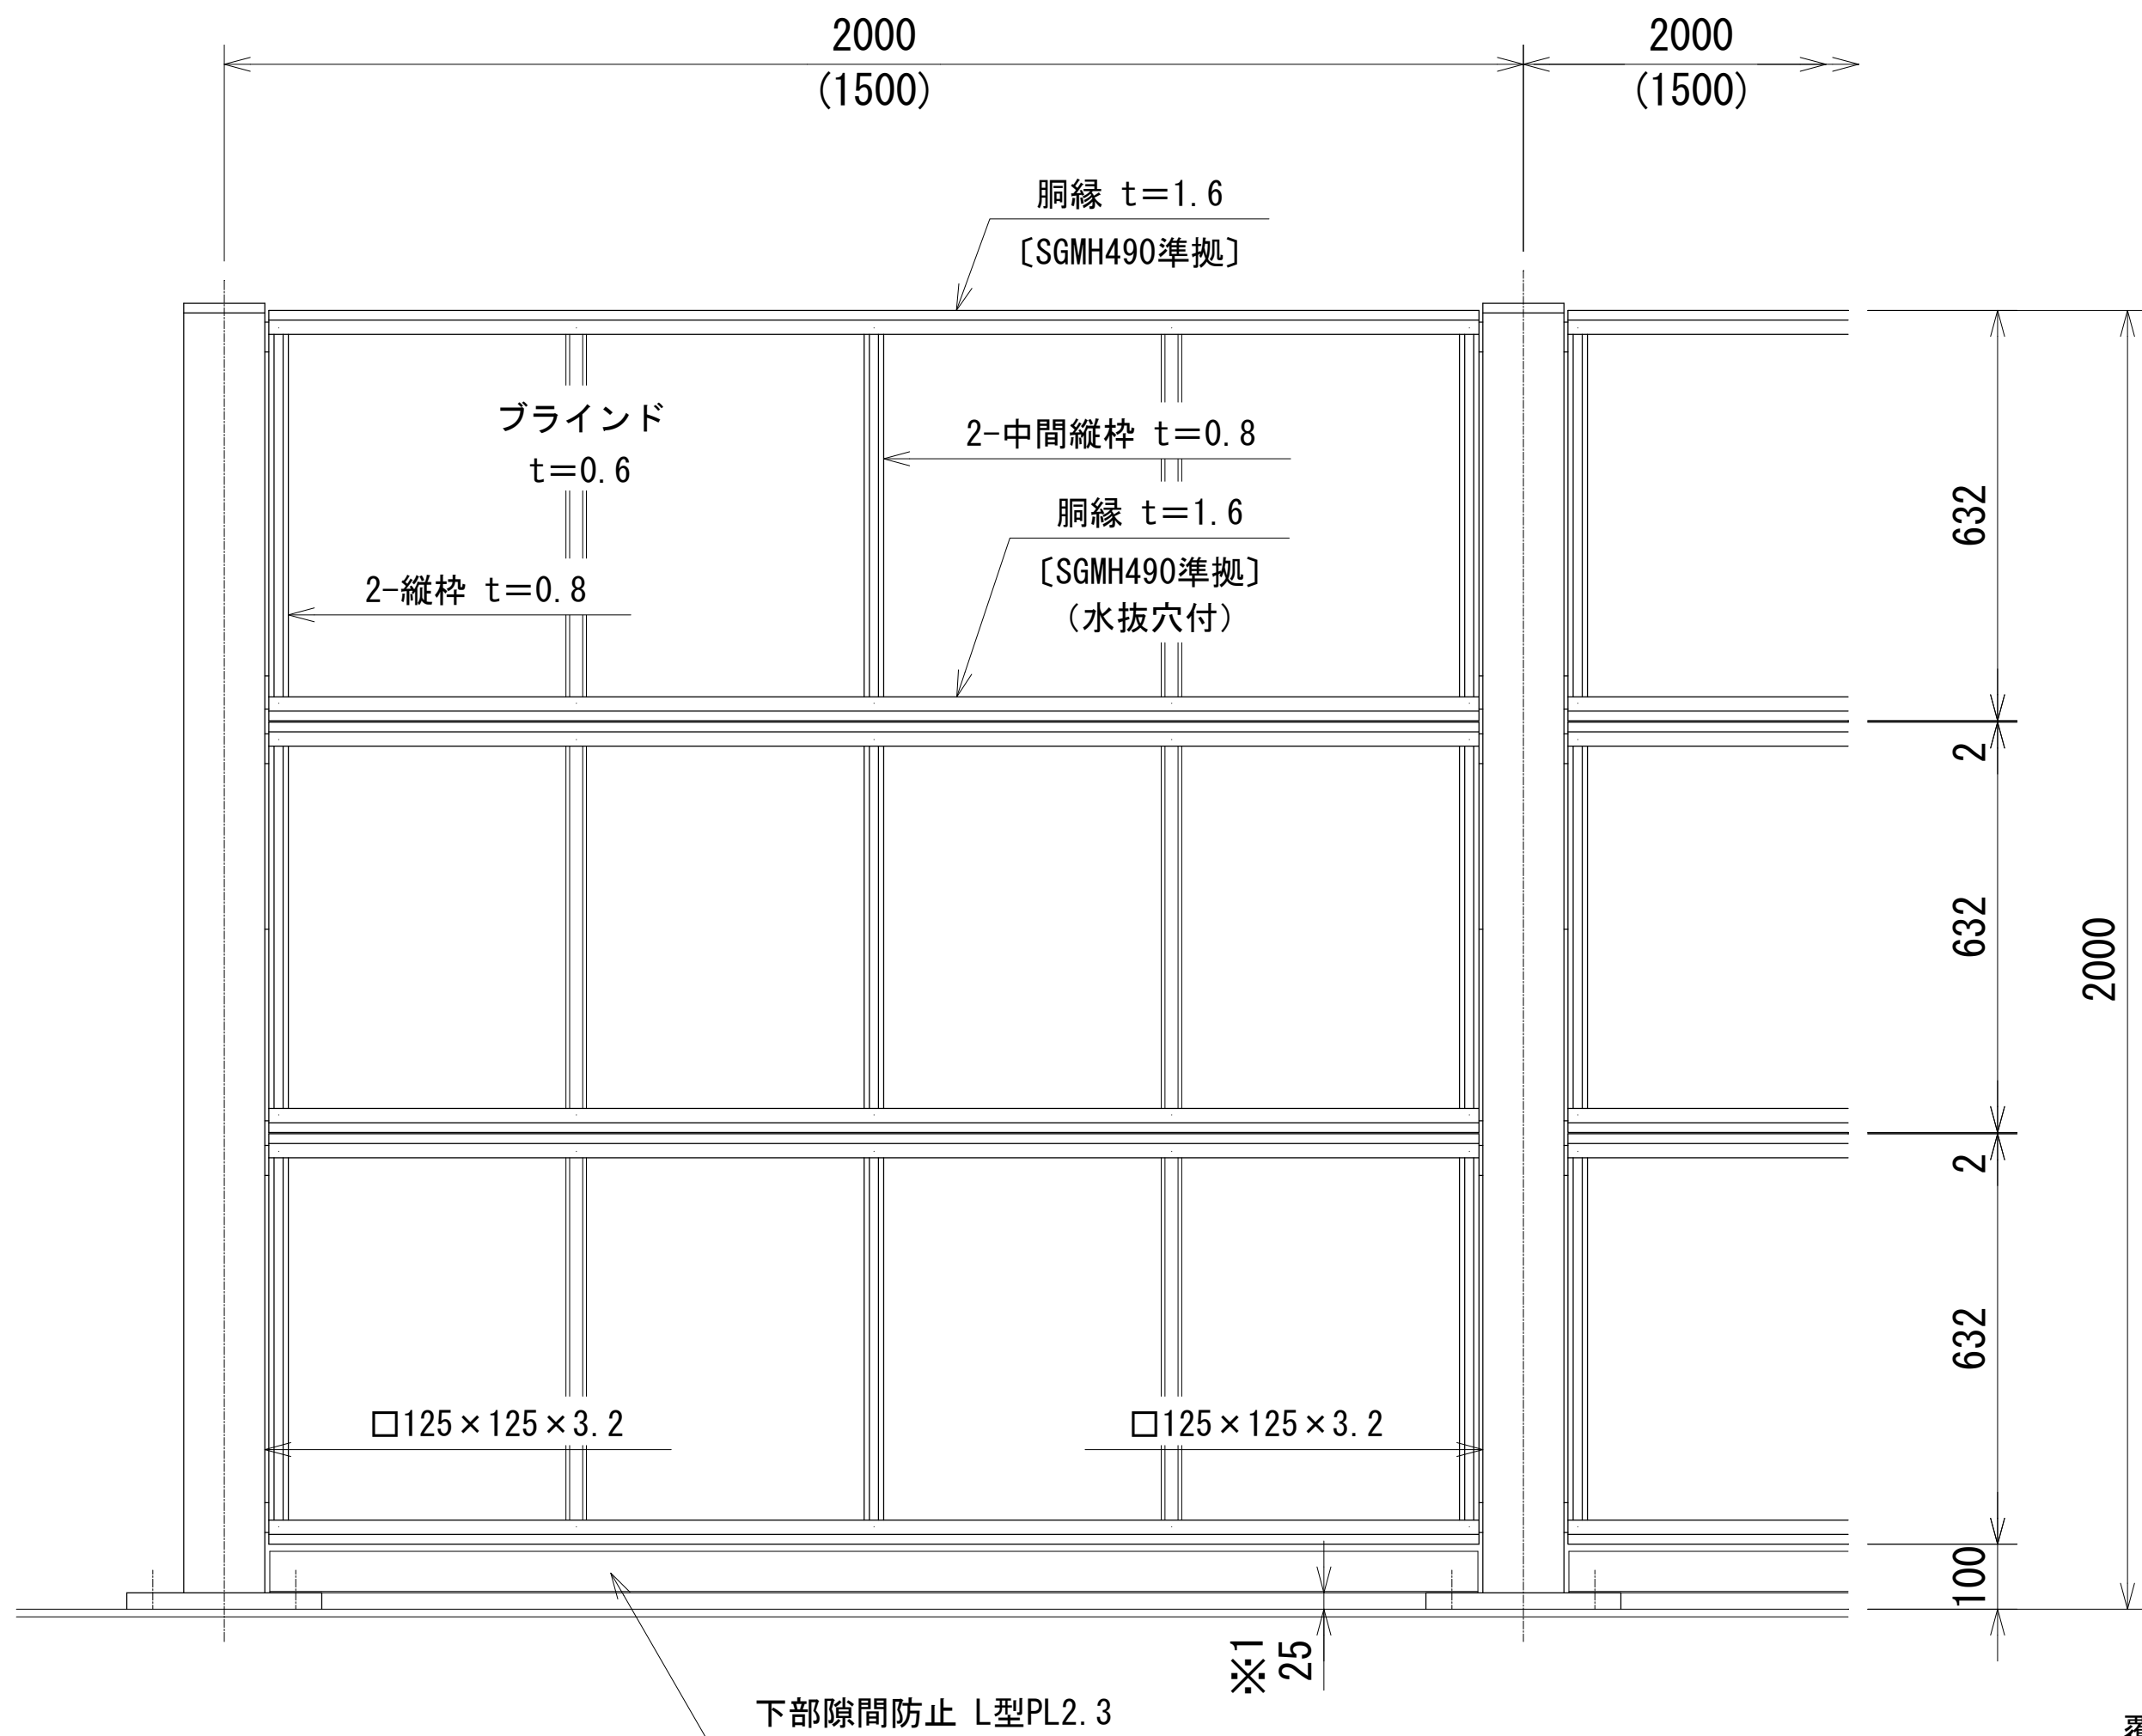 2000
(1500)
2000
(1500)
胴縁 t=1.6
〔SGMH490準拠〕
ブラインド
t=0.6
2-中間縦枠 t=0.8
胴縁 t=1.6
〔SGMH490準拠〕
(水抜穴付)
2-縦枠 t=0.8
632
2
632
2000
2
632
□125×125×3.2
□125×125×3.2
100
※1
25
下部隙間防止 L型PL2.3